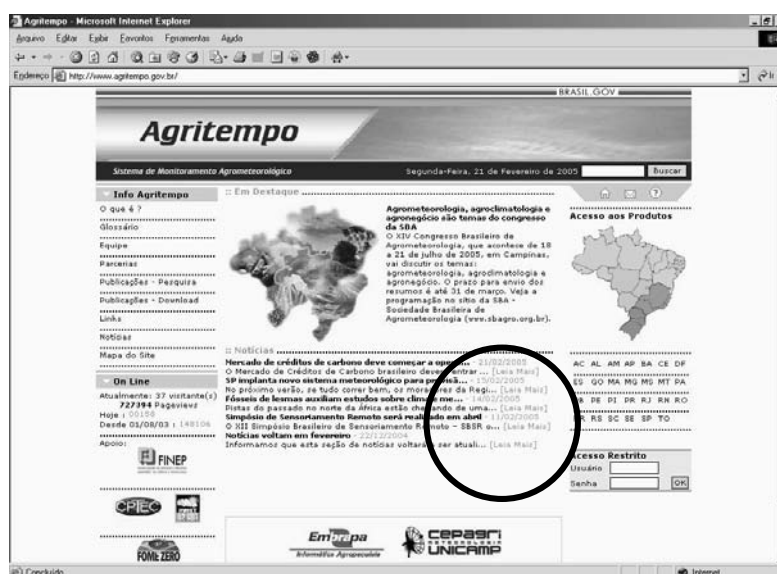 Agritempo - Microsoft Internet Explorer
Arquivo Editar Exibir Favoritos Ferramentas Ajuda
Endereço http://www.agritempo.gov.br/
BRASIL.GOV
Agritempo
Sistema de Monitoramento Agrometeorológico
Segunda-Feira, 21 de Fevereiro de 2005
Buscar
Info Agritempo
O que é ?
Glossário
Equipe
Parcerias
Publicações - Pesquisa
Publicações - Download
Links
Notícias
Mapa do Site
On Line
Atualmente: 37 visitante(s)
727394 Pageviews
Hoje : 00158
Desde 01/08/03 : 148106
Apoio:
FINEP
CPTEC
FOME ZERO
:: Em Destaque
Agrometeorologia, agroclimatologia e
agronegócio são temas do congresso
da SBA
O XIV Congresso Brasileiro de
Agrometeorologia, que acontece de 18
a 21 de julho de 2005, em Campinas,
vai discutir os temas:
agrometeorologia, agroclimatologia e
agronegócio. O prazo para envio dos
resumos é até 31 de março. Veja a
programação no sítio da SBA -
Sociedade Brasileira de
Agrometeorologia (www.sbagro.org.br).
:: Notícias
Mercado de créditos de carbono deve começar a opera... - 21/02/2005
O Mercado de Créditos de Carbono brasileiro deve entrar ... [Leia Mais]
SP implanta novo sistema meteorológico para previsã... - 15/02/2005
No próximo verão, se tudo correr bem, os moradores da Regi... [Leia Mais]
Fósseis de lesmas auxiliam estudos sobre clima e me... - 14/02/2005
Pistas do passado no norte da África estão chegando de uma... [Leia Mais]
Simpósio de Sensoriamento Remoto será realizado em abril - 11/02/2005
O XII Simpósio Brasileiro de Sensoriamento Remoto – SBSR o... [Leia Mais]
Notícias voltam em fevereiro - 22/12/2004
Informamos que esta seção de notícias voltará a ser atuali... [Leia Mais]
Embrapa
Informática Agropecuária
cepagri
METEOROLOGIA
UNICAMP
Acesso aos Produtos
AC AL AM AP BA CE DF
ES GO MA MG MS MT PA
PB PE PI PR RJ RN RO
RR RS SC SE SP TO
Acesso Restrito
Usuário
Senha
OK
Concluído
Internet